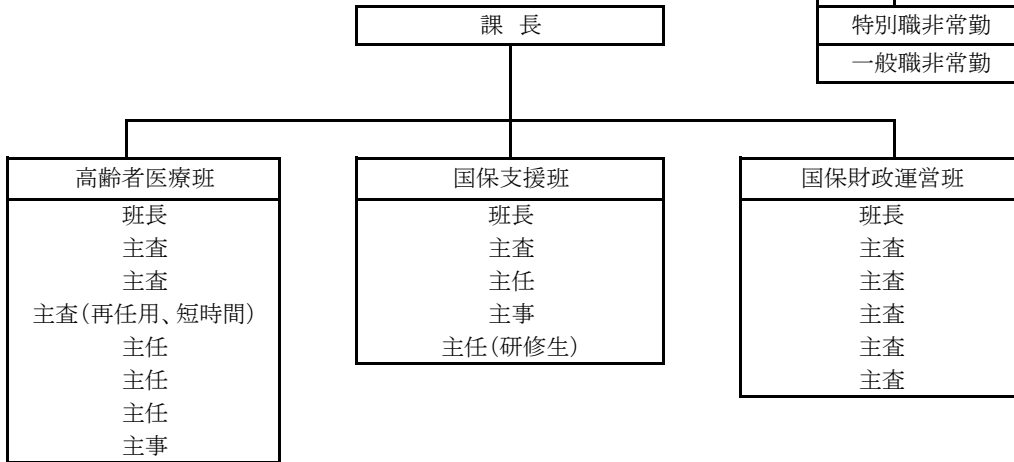 課 長
特別職非常勤
一般職非常勤
高齢者医療班
班長
主査
主査
主査(再任用、短時間)
主任
主任
主任
主事
国保支援班
班長
主査
主任
主事
主任(研修生)
国保財政運営班
班長
主査
主査
主査
主査
主査